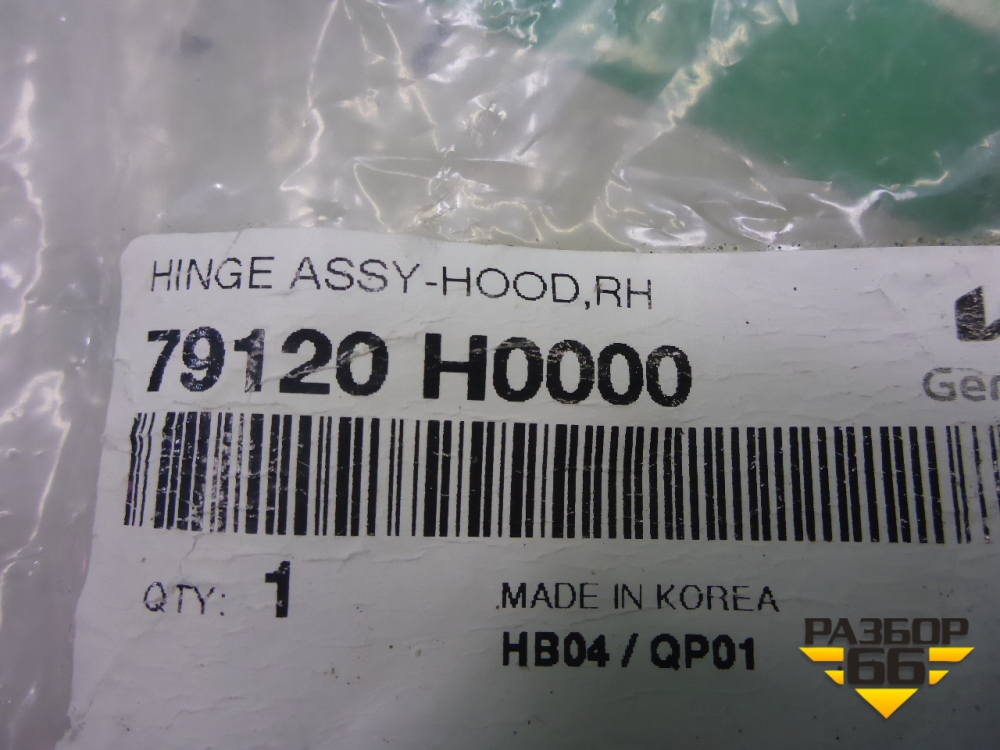 HINGE ASSY-HOOD,RH
79120 H0000
QTY: 1
MADE IN KOREA
HB04 / QP01
РАЗБОР
66